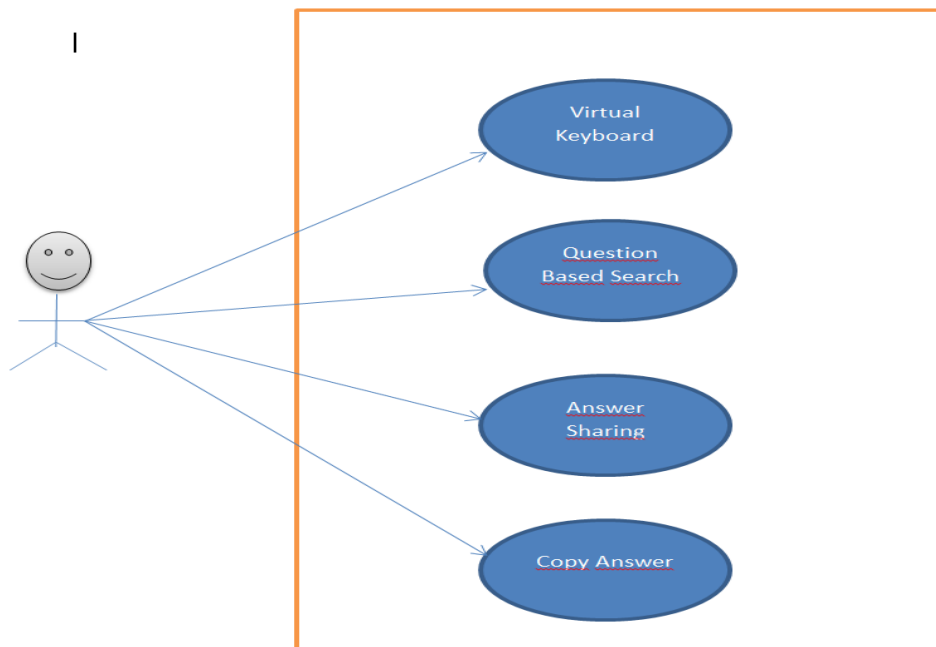 Virtual
Keyboard
Question
Based Search
Answer
Sharing
Copy Answer